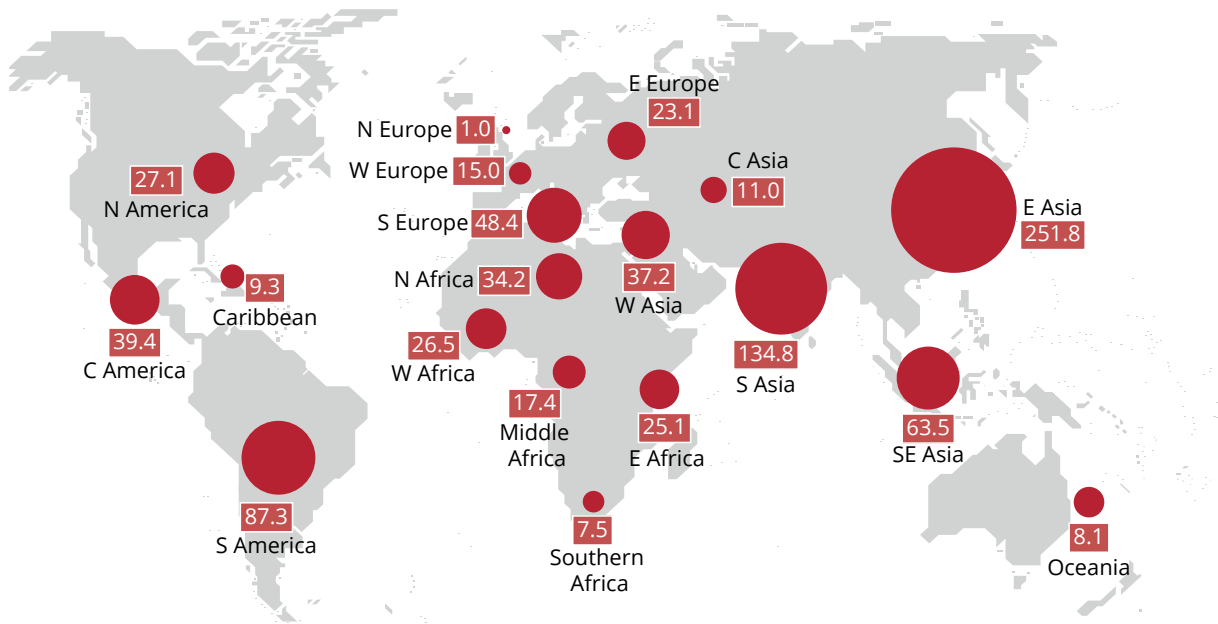 E Europe
23.1
N Europe 1.0
W Europe 15.0
C Asia
11.0
27.1
N America
S Europe 48.4
E Asia
251.8
N Africa 34.2
37.2
W Asia
9.3
Caribbean
39.4
C America
26.5
W Africa
134.8
S Asia
17.4
Middle
Africa
25.1
E Africa
63.5
SE Asia
87.3
S America
7.5
Southern
Africa
8.1
Oceania